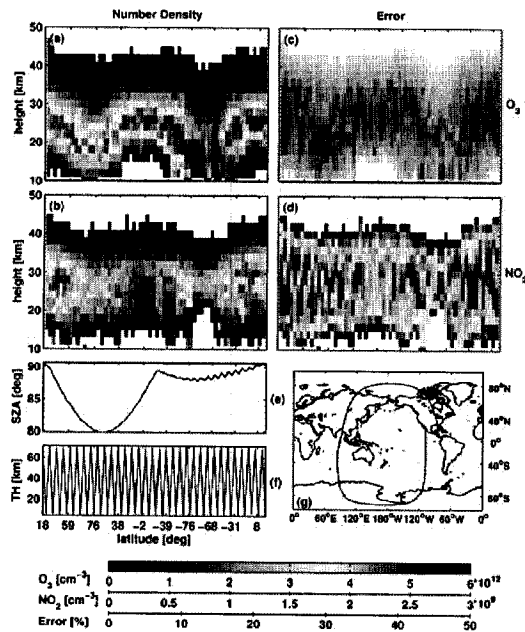 Number Density
Error
(a)
(c)
height [km]
50
40
30
20
10
O3
(b)
(d)
height [km]
50
40
30
20
10
NO2
SZA [deg]
90
85
80
(e)
TH [km]
60
40
20
(f)
18 59 76 38 -2 -39 -76 -68 -31 8
latitude [deg]
80°N
40°N
0°
40°S
80°S
(g)
0° 60°E 120°E 180°W 120°W 60°W 0°
O3 [cm-3] 0 1 2 3 4 5 6*10^12
NO2 [cm-3] 0 0.5 1 1.5 2 2.5 3*10^9
Error [%] 0 10 20 30 40 50